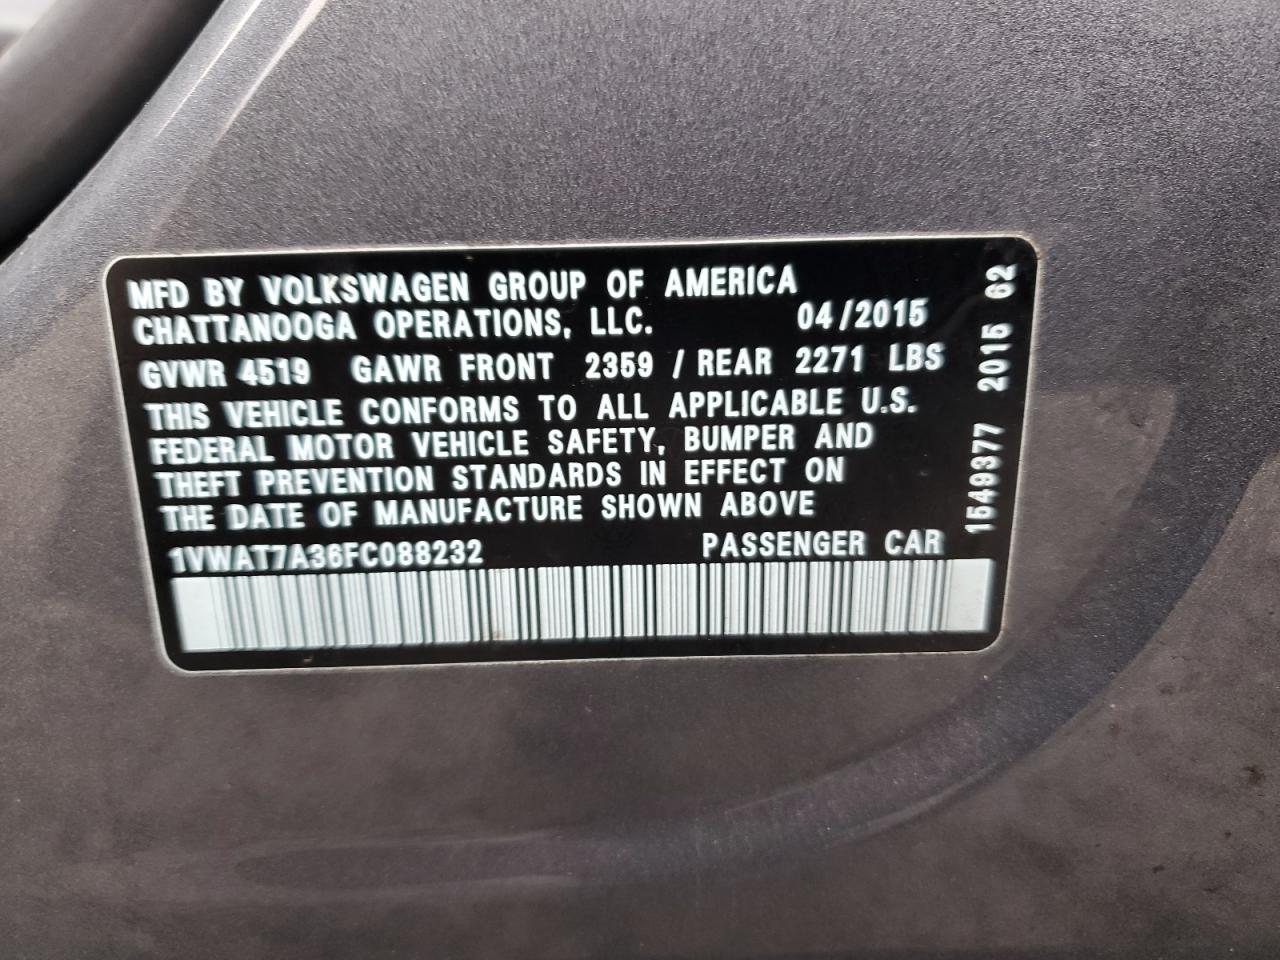 MFD BY VOLKSWAGEN GROUP OF AMERICA
CHATTANOOGA OPERATIONS, LLC. 04/2015
GVWR 4519 GAWR FRONT 2359 / REAR 2271 LBS
THIS VEHICLE CONFORMS TO ALL APPLICABLE U.S.
FEDERAL MOTOR VEHICLE SAFETY, BUMPER AND
THEFT PREVENTION STANDARDS IN EFFECT ON
THE DATE OF MANUFACTURE SHOWN ABOVE
1VWAT7A36FC088232 PASSENGER CAR
1549377 2015 62